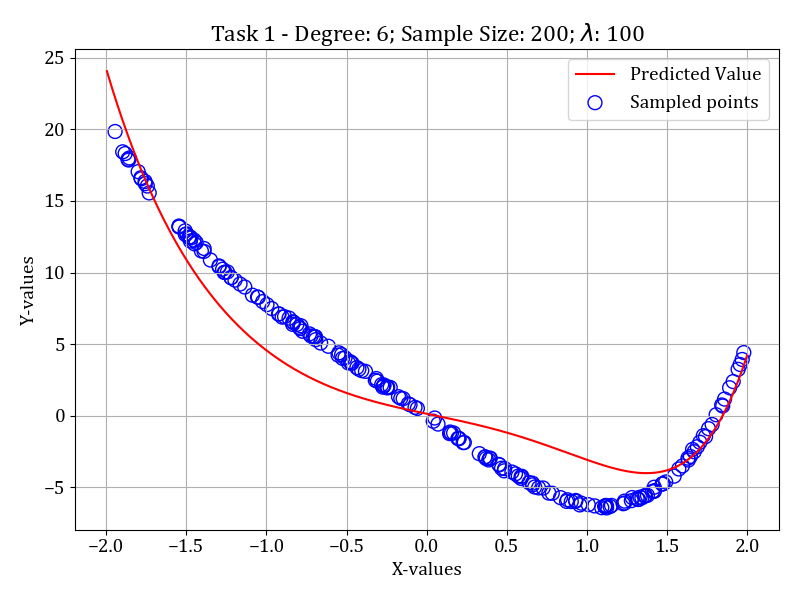 Task 1 - Degree: 6; Sample Size: 200; λ: 100
25
20
15
10
5
0
−5
Y-values
Predicted Value
Sampled points
−2.0 −1.5 −1.0 −0.5 0.0 0.5 1.0 1.5 2.0
X-values